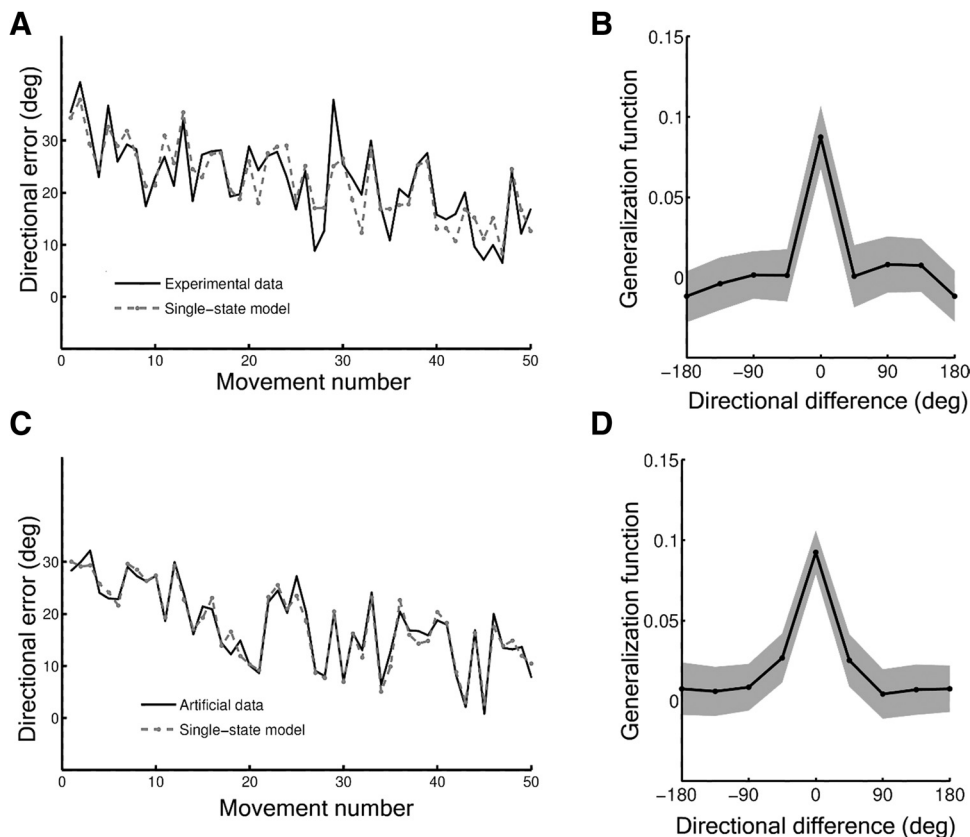 A
Directional error (deg)
30
20
10
0
Experimental data
Single-state model
0 10 20 30 40 50
Movement number
B
Generalization function
0.15
0.1
0.05
0
-180 -90 0 90 180
Directional difference (deg)
C
Directional error (deg)
30
20
10
0
Artificial data
Single-state model
0 10 20 30 40 50
Movement number
D
Generalization function
0.15
0.1
0.05
0
-180 -90 0 90 180
Directional difference (deg)